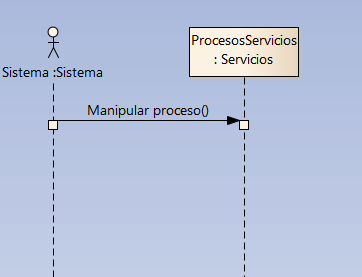 ProcesosServicios
: Servicios
Sistema :Sistema
Manipular proceso()